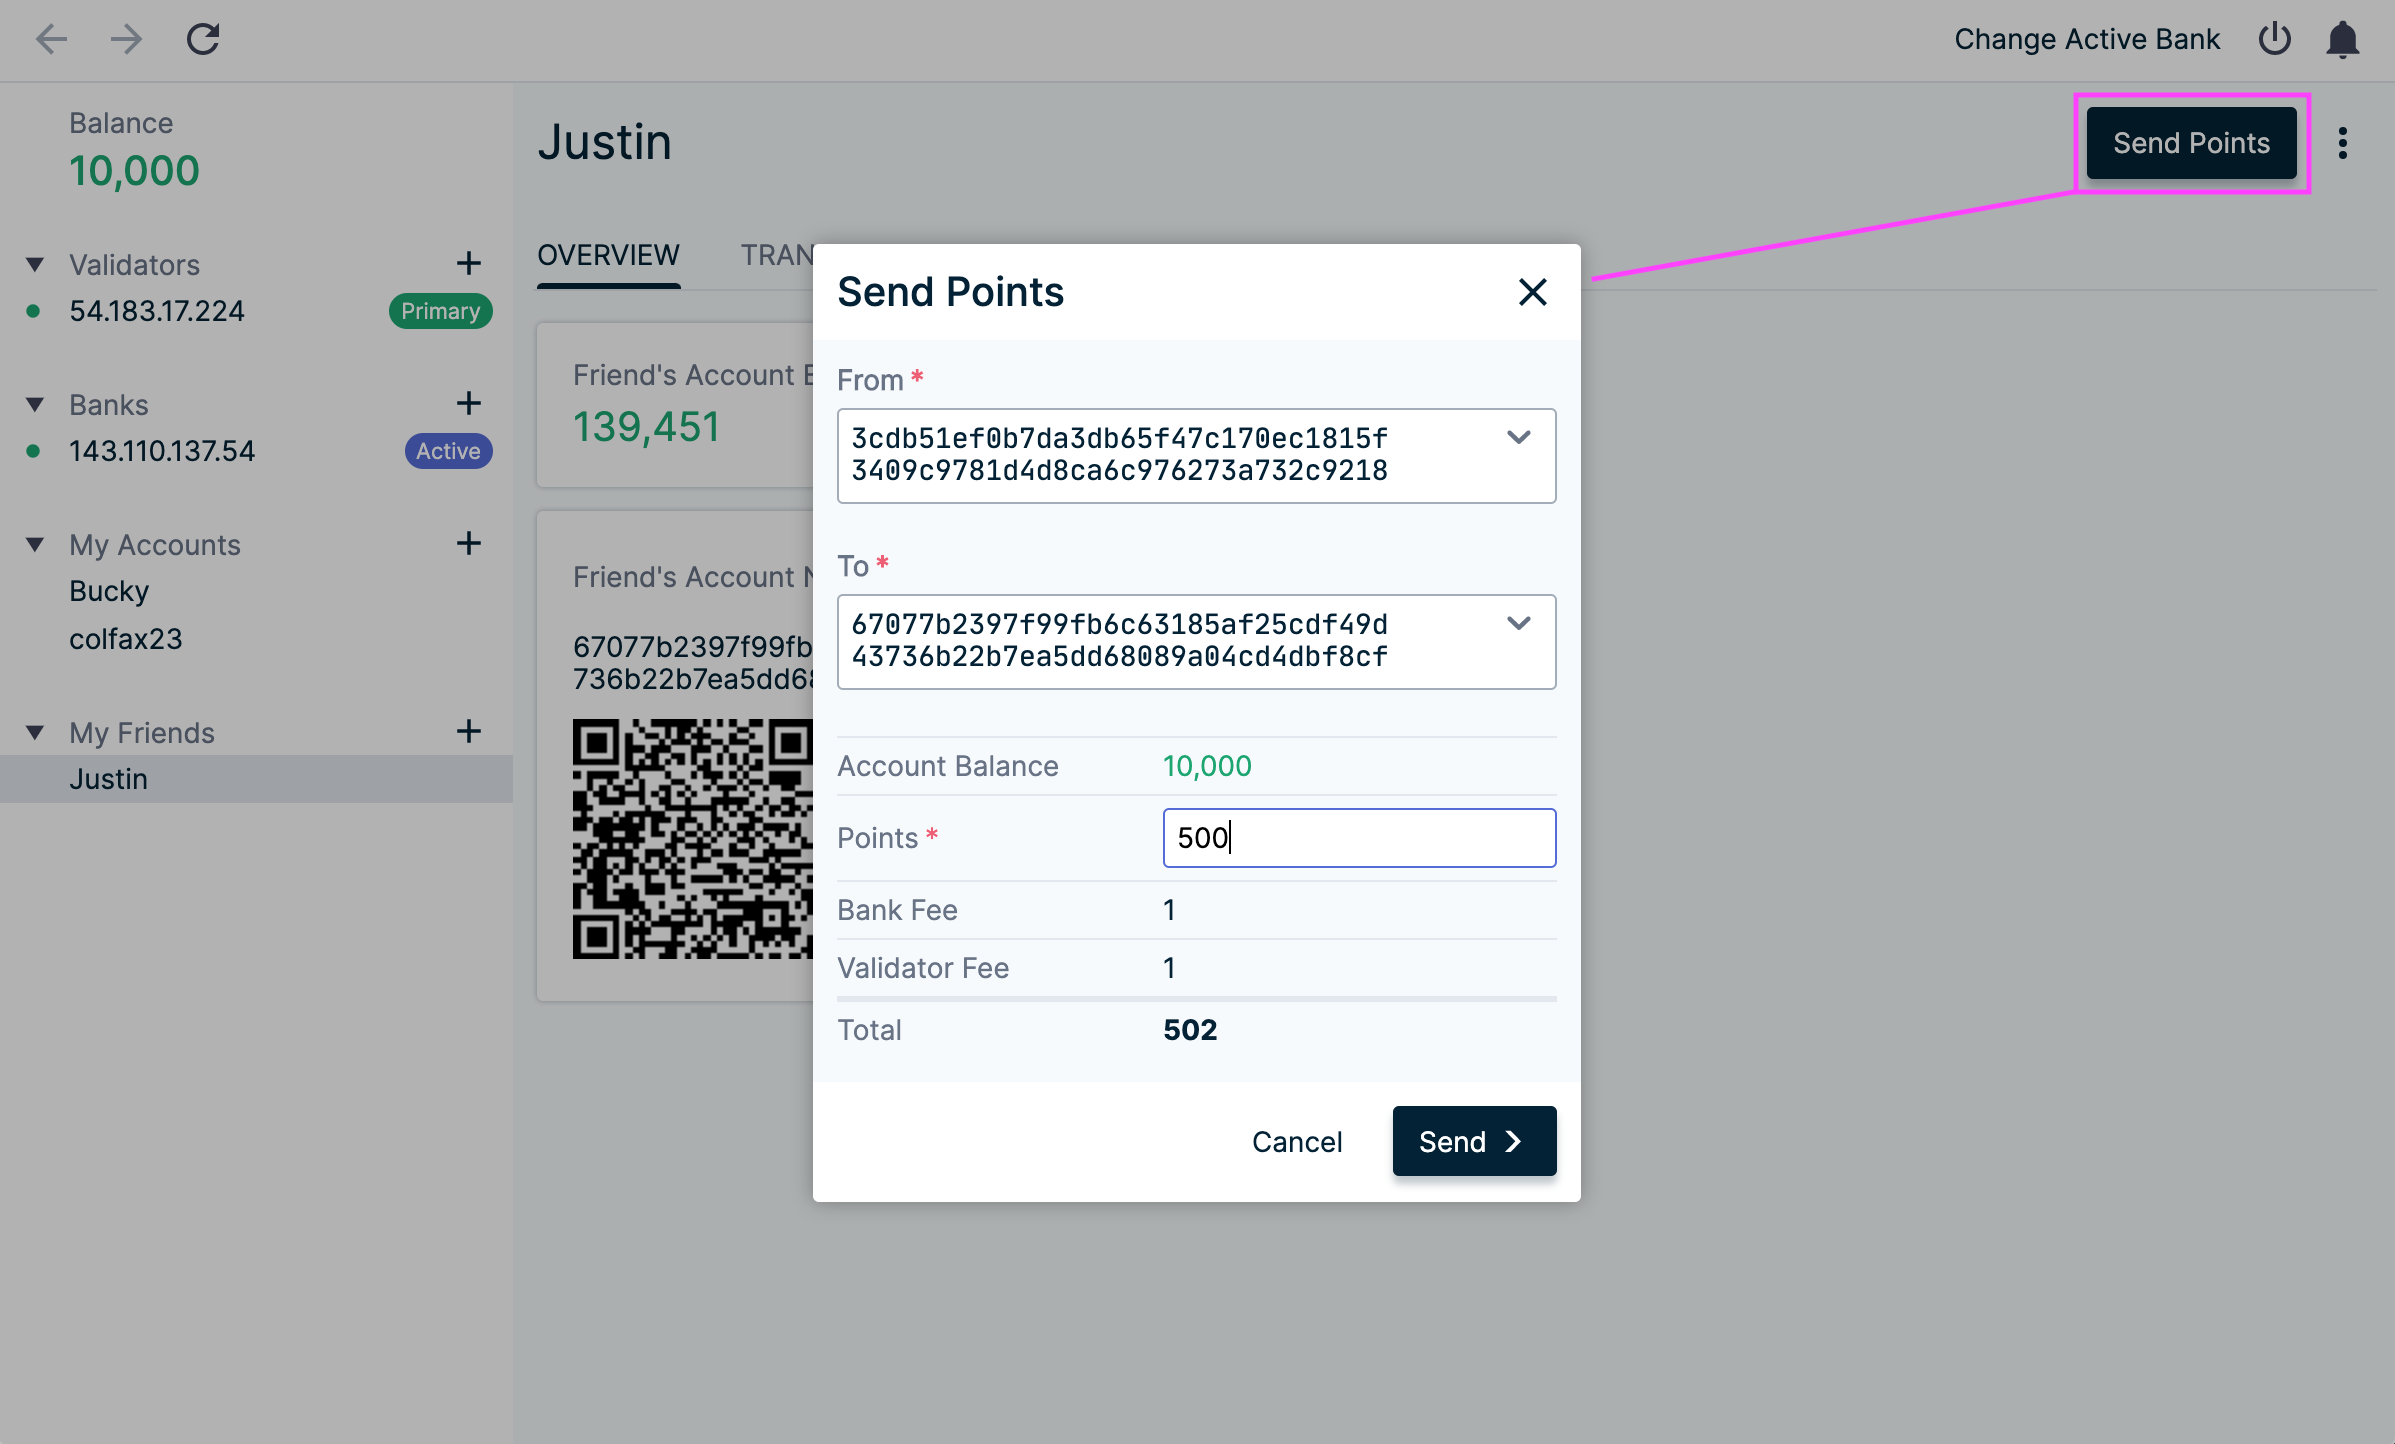 Change Active Bank
Balance
10,000
Validators
54.183.17.224 Primary
Banks
143.110.137.54 Active
My Accounts
Bucky
colfax23
My Friends
Justin
Justin
Send Points
OVERVIEW TRAN
Friend's Account
139,451
Friend's Account
67077b2397f99fb
736b22b7ea5dd68
Send Points
From *
3cdb51ef0b7da3db65f47c170ec1815f
3409c9781d4d8ca6c976273a732c9218
To *
67077b2397f99fb6c63185af25cdf49d
43736b22b7ea5dd68089a04cd4dbf8cf
Account Balance 10,000
Points * 500
Bank Fee 1
Validator Fee 1
Total 502
Cancel Send